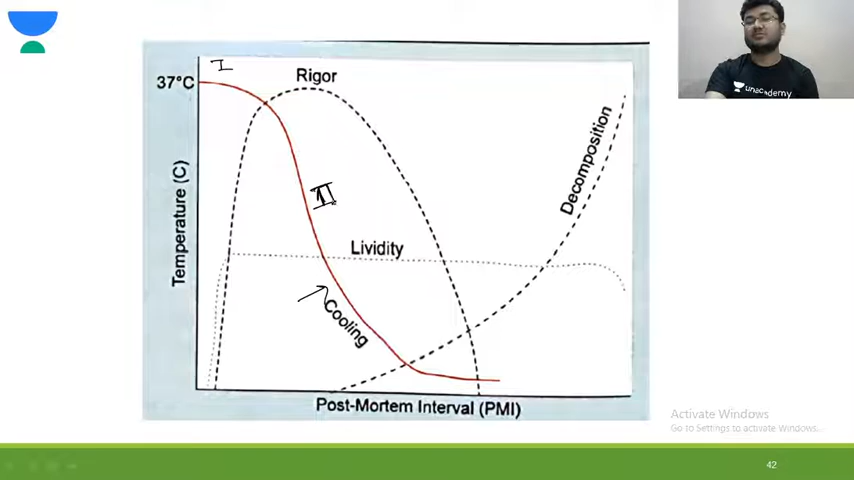 I
37°C
Rigor
unacademy
Decomposition
II
Temperature (C)
Lividity
Cooling
Post-Mortem Interval (PMI)
Activate Windows
Go to Settings to activate Windows...
42